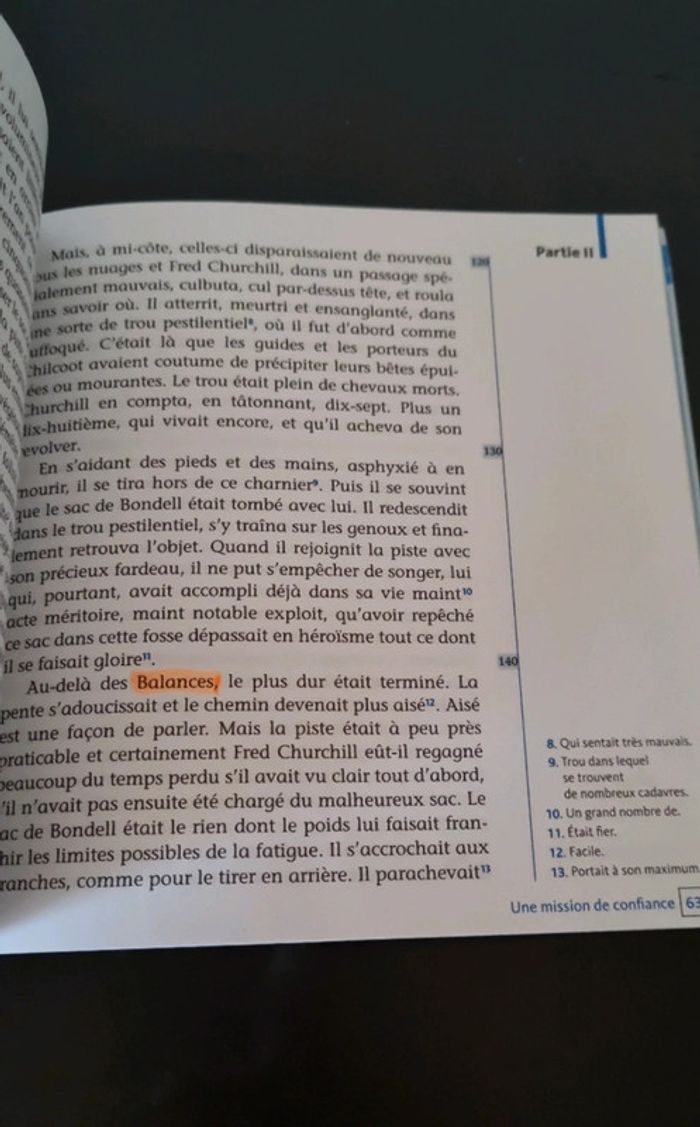 Partie II
Mais, à mi-côte, celles-ci disparaissaient de nouveau
ous les nuages et Fred Churchill, dans un passage spé-
ialement mauvais, culbuta, cul par-dessus tête, et roula
ans savoir où. Il atterrit, meurtri et ensanglanté, dans
ne sorte de trou pestilentiel⁸, où il fut d'abord comme
uffoqué. C'était là que les guides et les porteurs du
hilcoot avaient coutume de précipiter leurs bêtes épui-
ées ou mourantes. Le trou était plein de chevaux morts.
Churchill en compta, en tâtonnant, dix-sept. Plus un
dix-huitième, qui vivait encore, et qu'il acheva de son
evolver.
En s'aidant des pieds et des mains, asphyxié à en
mourir, il se tira hors de ce charnier⁹. Puis il se souvint
que le sac de Bondell était tombé avec lui. Il redescendit
dans le trou pestilentiel, s'y traîna sur les genoux et fina-
lement retrouva l'objet. Quand il rejoignit la piste avec
son précieux fardeau, il ne put s'empêcher de songer, lui
qui, pourtant, avait accompli déjà dans sa vie maint¹⁰
acte méritoire, maint notable exploit, qu'avoir repêché
ce sac dans cette fosse dépassait en héroïsme tout ce dont
il se faisait gloire¹¹.
Au-delà des Balances, le plus dur était terminé. La
pente s'adoucissait et le chemin devenait plus aisé¹². Aisé
est une façon de parler. Mais la piste était à peu près
praticable et certainement Fred Churchill eût-il regagné
beaucoup du temps perdu s'il avait vu clair tout d'abord,
'il n'avait pas ensuite été chargé du malheureux sac. Le
ac de Bondell était le rien dont le poids lui faisait fran-
hir les limites possibles de la fatigue. Il s'accrochait aux
ranches, comme pour le tirer en arrière. Il parachevait¹³
120
130
140
8. Qui sentait très mauvais.
9. Trou dans lequel
se trouvent
de nombreux cadavres.
10. Un grand nombre de.
11. Était fier.
12. Facile.
13. Portait à son maximum
Une mission de confiance 63